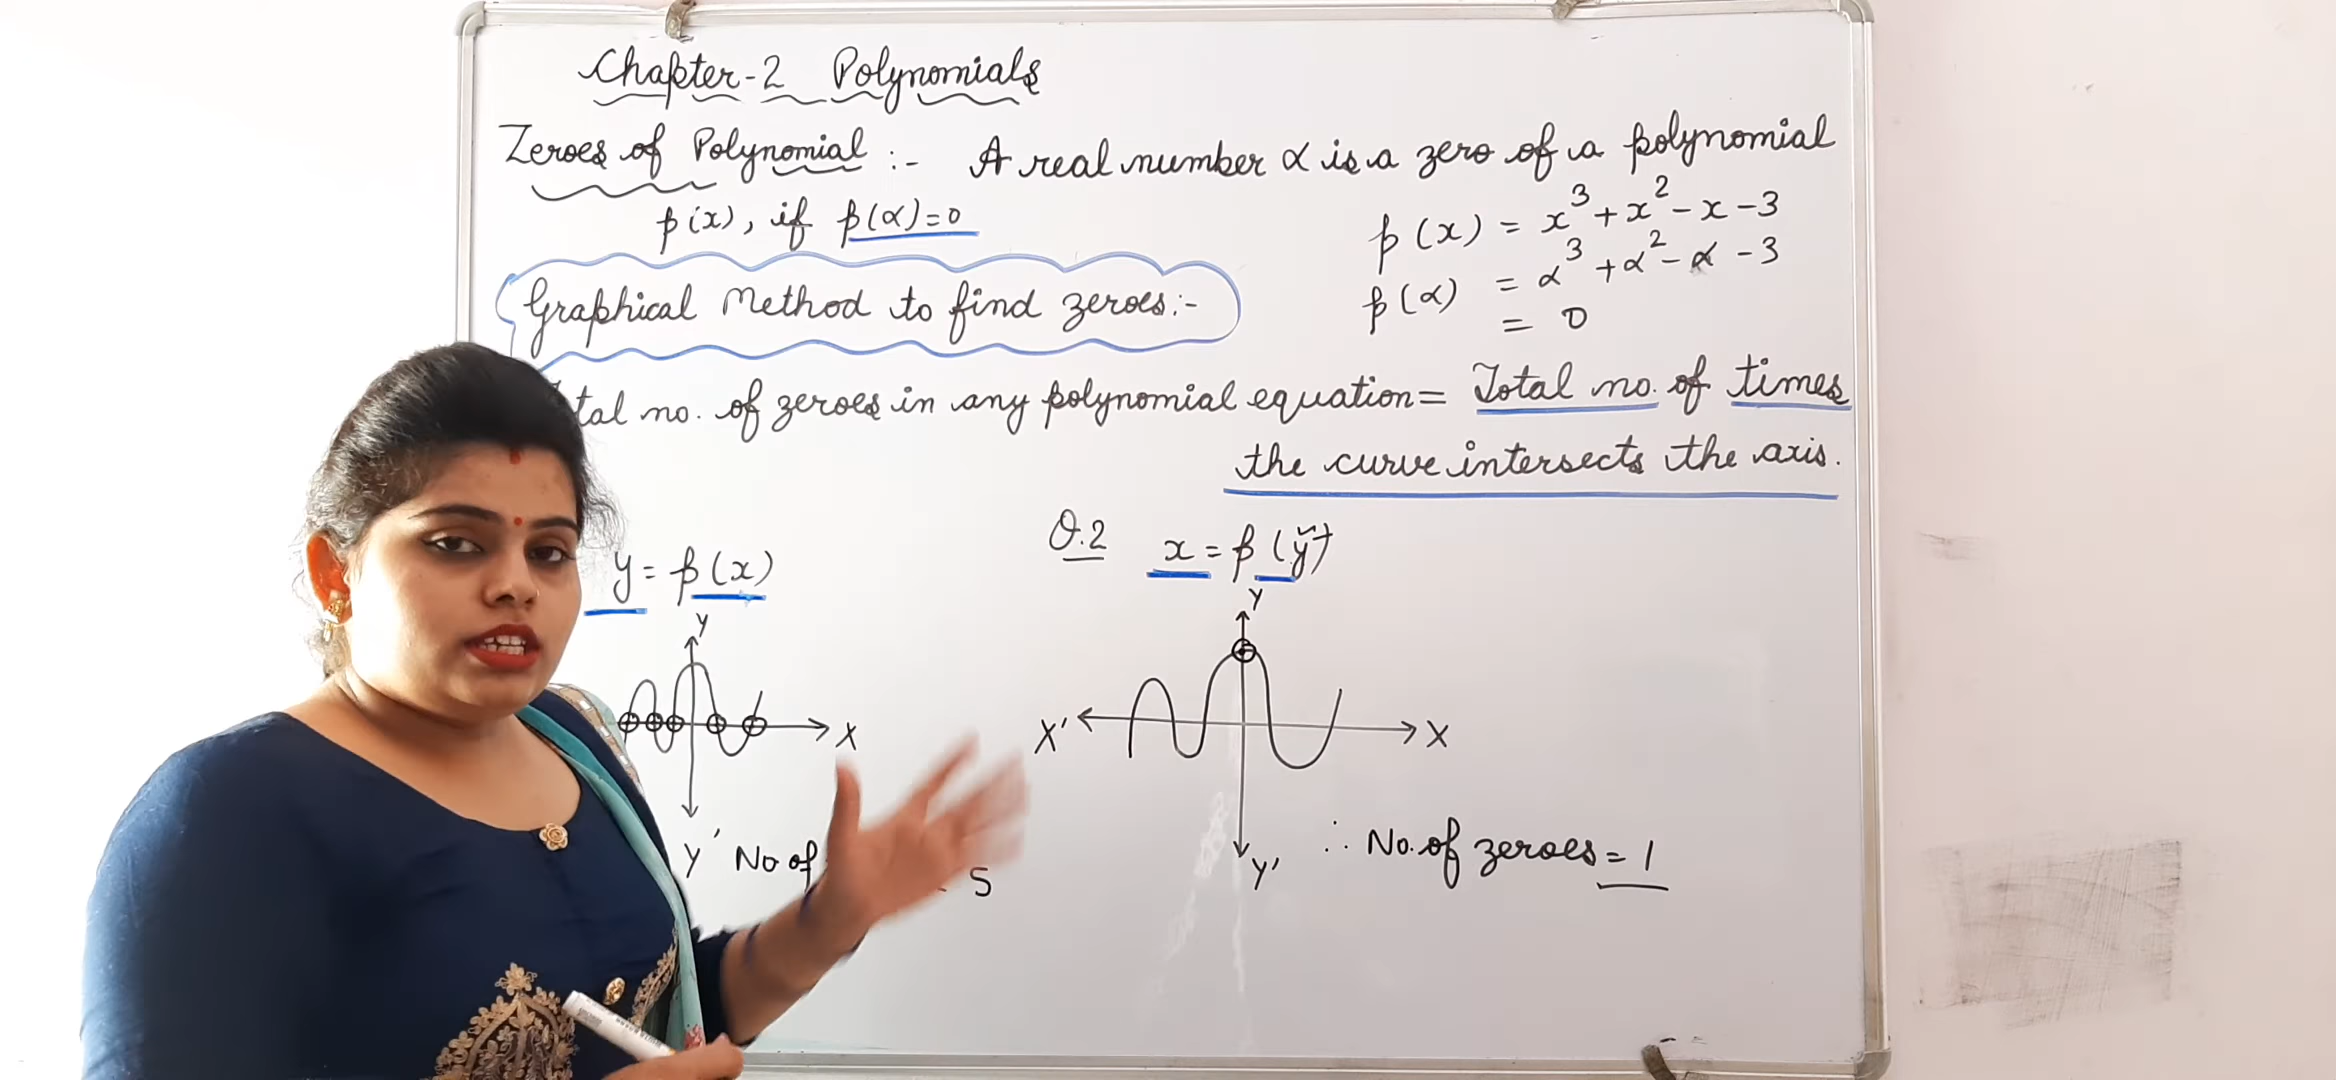 Chapter-2 Polynomials
Zeroes of Polynomial :- A real number α is a zero of a polynomial
p(x), if p(α)=0
p(x) = x³+x²-x-3
p(α) = α³+α²-α-3
= 0
Graphical Method to find zeroes:-
tal no. of zeroes in any polynomial equation = Total no. of times
the curve intersects the axis.
y = p(x)
Q.2 x = p(y)
Y
X
Y'
No of
5
Y
X'
X
Y'
∴ No. of zeroes = 1